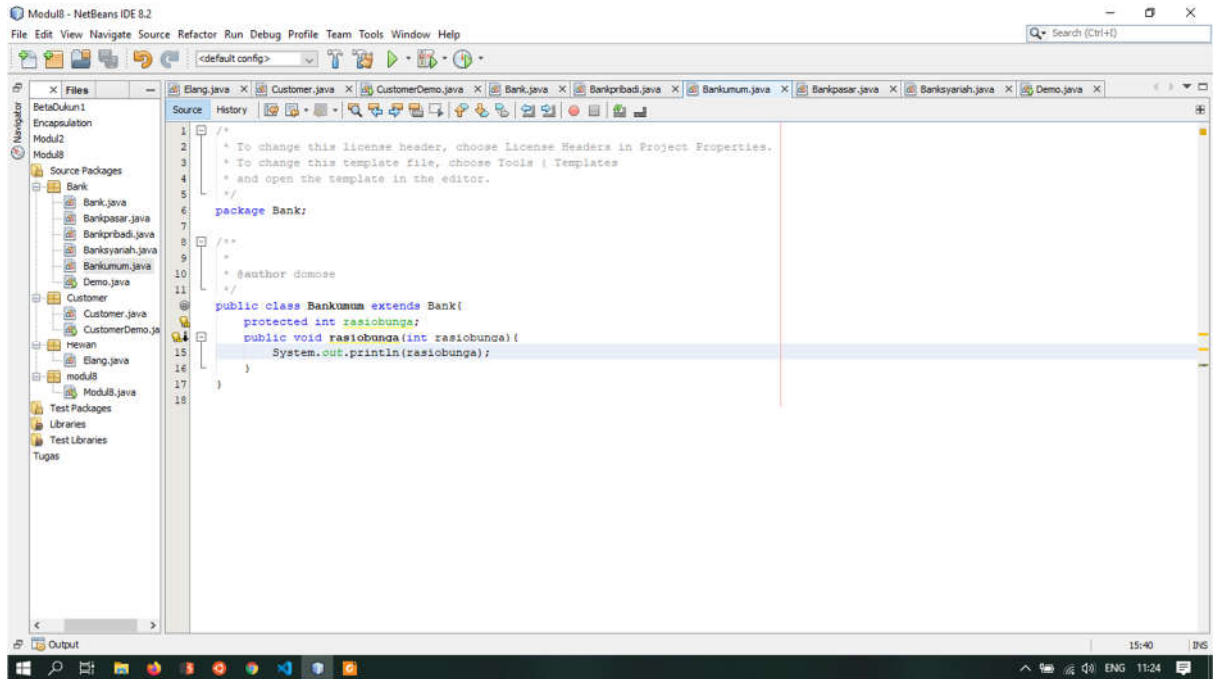 Modul8 - NetBeans IDE 8.2
File Edit View Navigate Source Refactor Run Debug Profile Team Tools Window Help
Search (Ctrl+I)
<default config>
Files
Elang.java Customer.java CustomerDemo.java Bank.java Bankpribadi.java Bankumum.java Bankpasar.java Banksyariah.java Demo.java
Navigator
BetaDukun1
Encapsulation
Modul2
Modul8
Source Packages
Bank
Bank.java
Bankpasar.java
Bankpribadi.java
Banksyariah.java
Bankumum.java
Demo.java
Customer
Customer.java
CustomerDemo.ja
Hewan
Elang.java
modul8
Modul8.java
Test Packages
Libraries
Test Libraries
Tugas
Source History
1 /*
2 * To change this license header, choose License Headers in Project Properties.
3 * To change this template file, choose Tools | Templates
4 * and open the template in the editor.
5 */
6 package Bank;
7
8 /**
9 *
10 * @author domose
11 */
public class Bankumum extends Bank{
protected int rasiobunga;
public void rasiobunga(int rasiobunga){
15 System.out.println(rasiobunga);
16 }
17 }
18
Output
15:40 INS
ENG 11:24